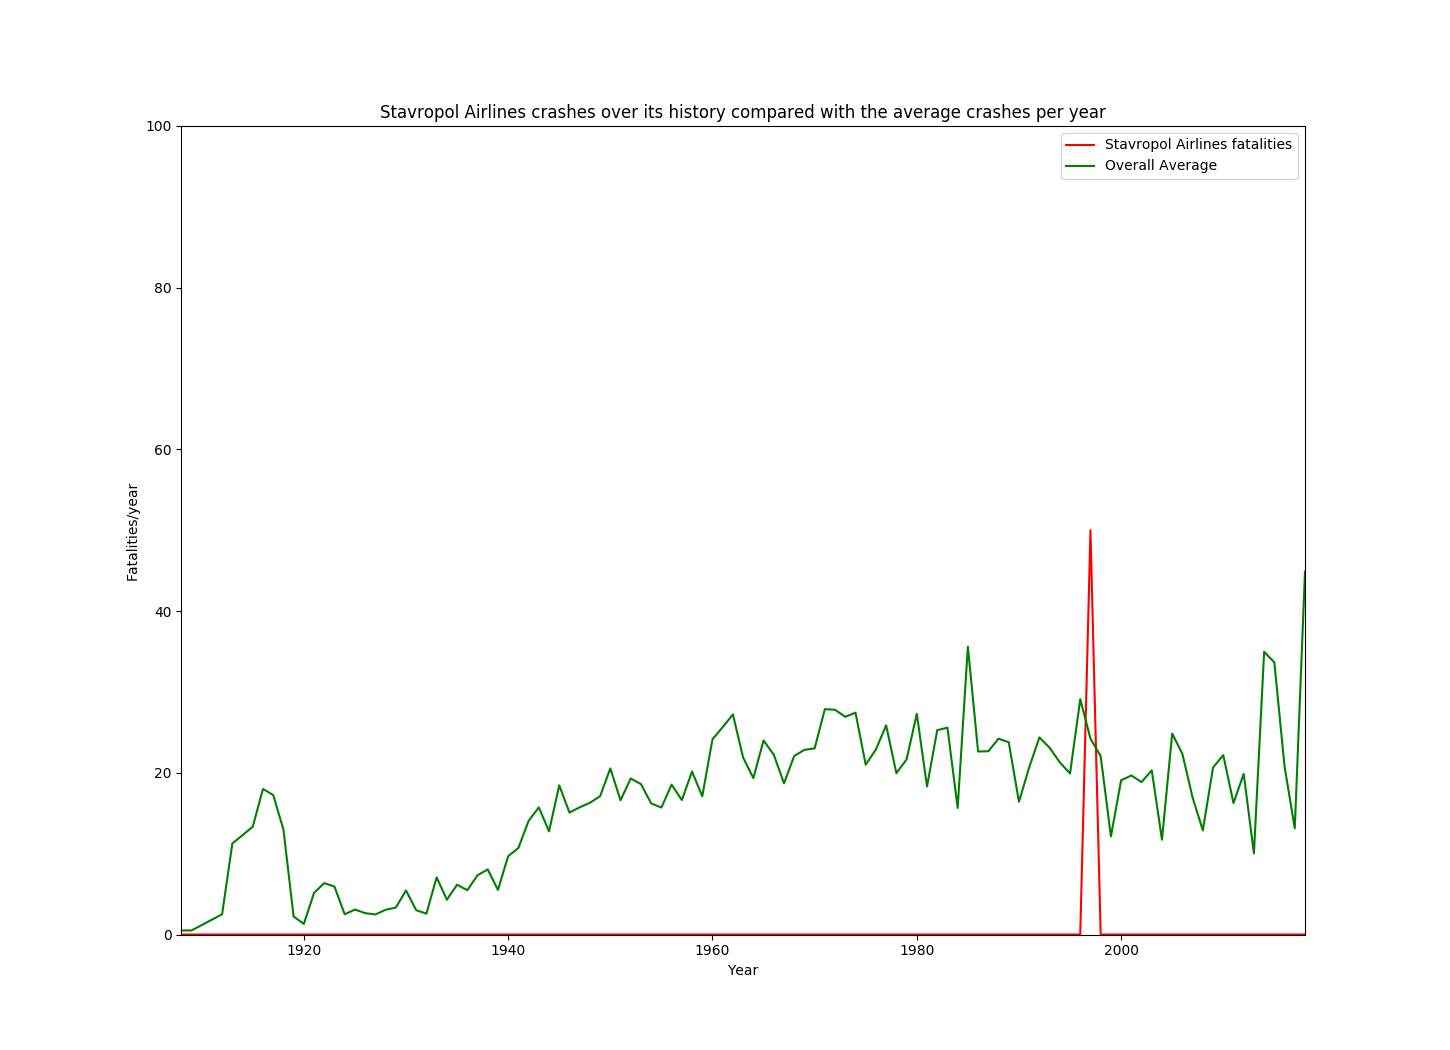 Stavropol Airlines crashes over its history compared with the average crashes per year
100
80
60
40
20
0
Fatalities/year
Stavropol Airlines fatalities
Overall Average
1920
1940
1960
1980
2000
Year